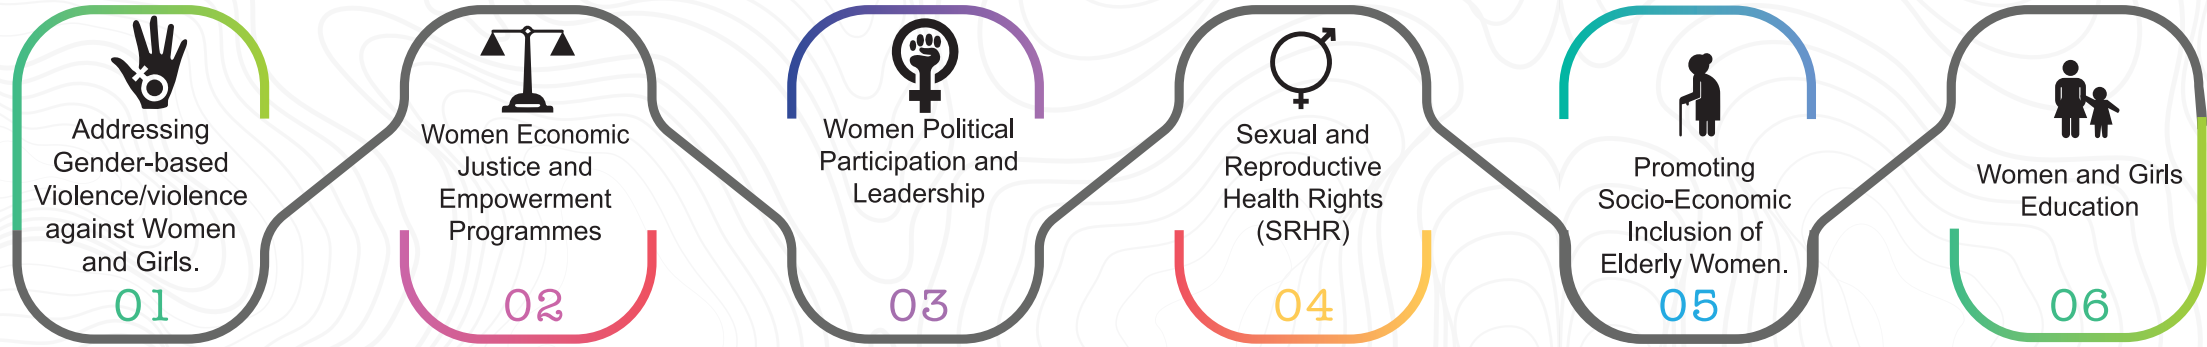 Addressing
Gender-based
Violence/violence
against Women
and Girls.
01
Women Economic
Justice and
Empowerment
Programmes
02
Women Political
Participation and
Leadership
03
Sexual and
Reproductive
Health Rights
(SRHR)
04
Promoting
Socio-Economic
Inclusion of
Elderly Women.
05
Women and Girls
Education
06